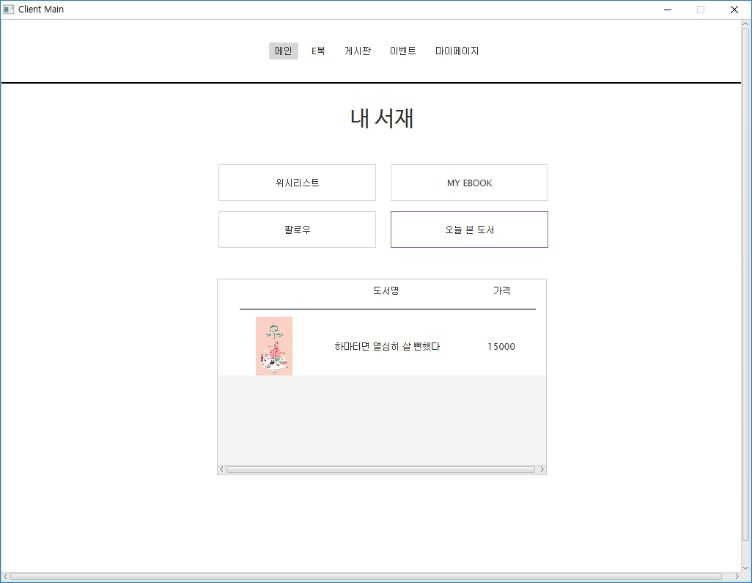 Client Main
메인 E북 게시판 이벤트 마이페이지
내 서재
위시리스트 MY EBOOK
팔로우 오늘 본 도서
도서명 가격
하마터면 열심히 살 뻔했다 15000